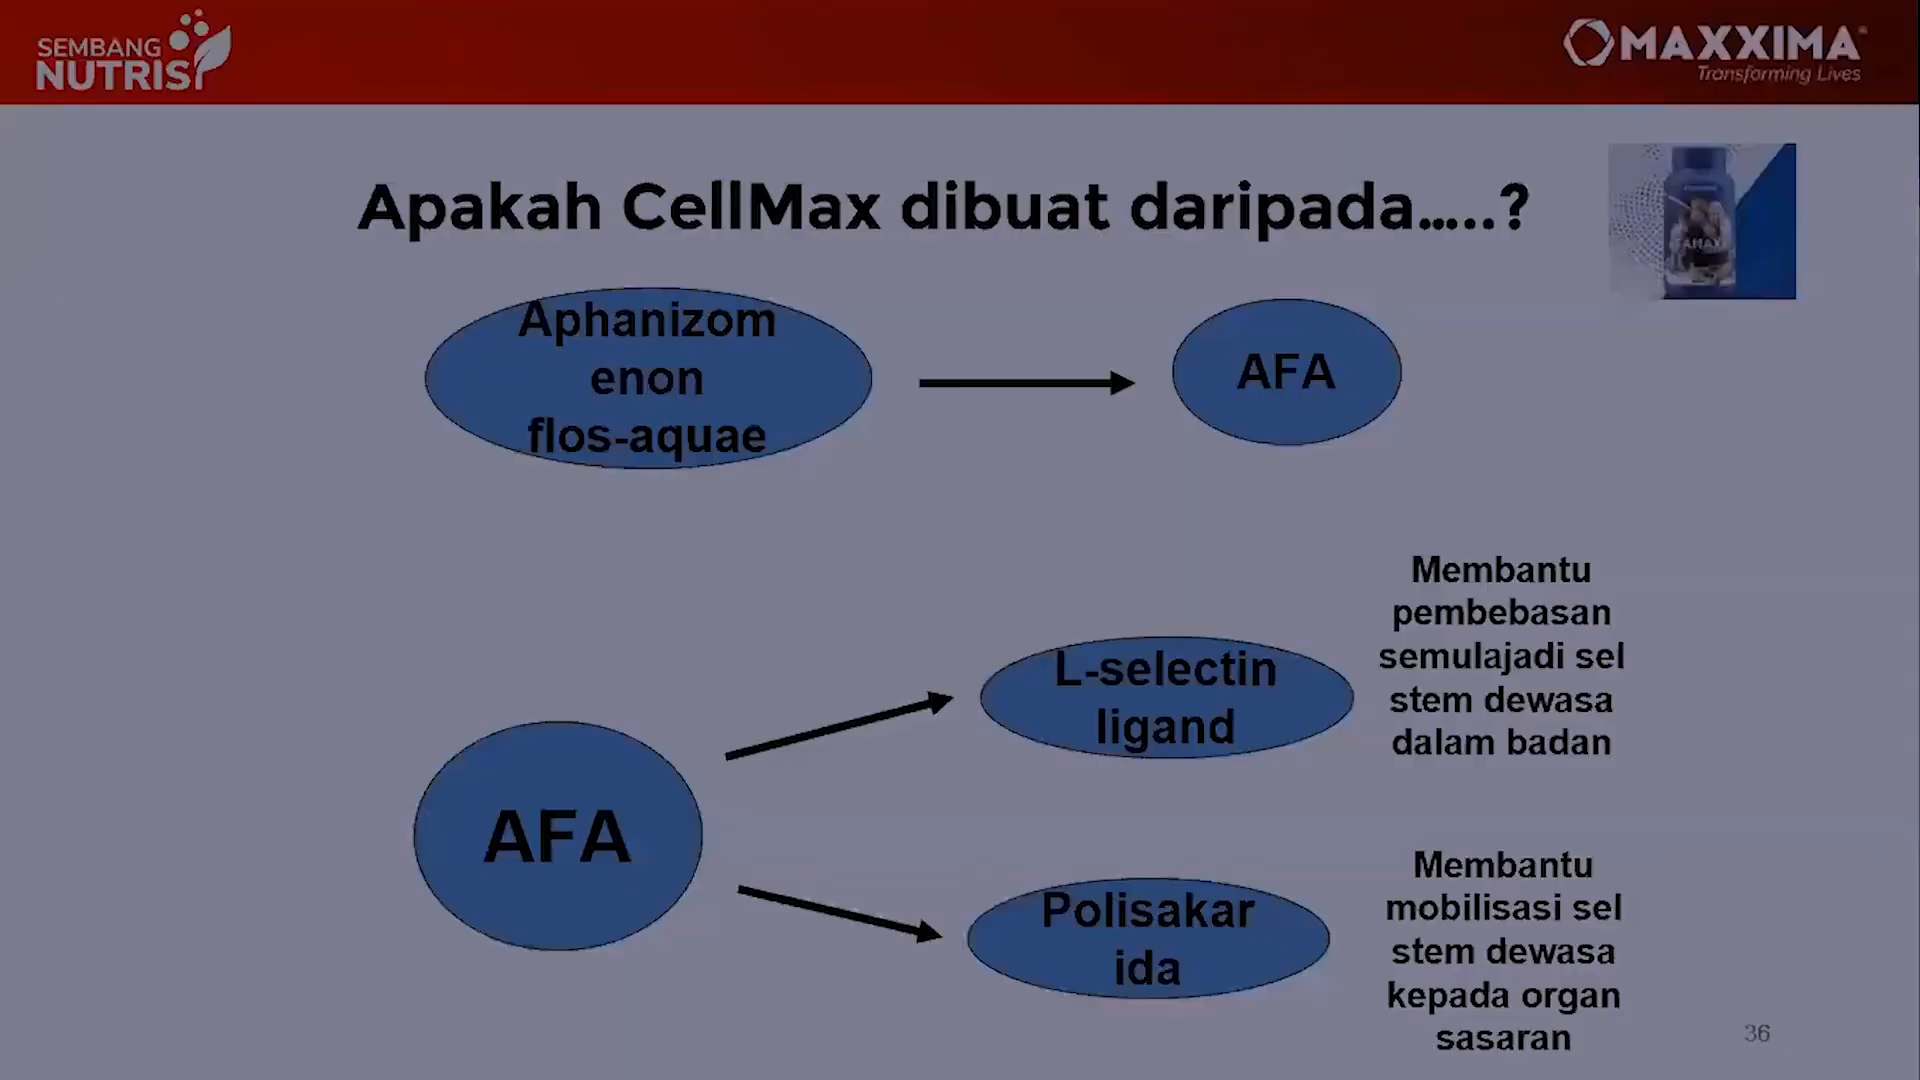 SEMBANG
NUTRISI
MAXXIMA
Transforming Lives
Apakah CellMax dibuat daripada.....?
Aphanizom
enon
flos-aquae
AFA
Membantu
pembebasan
semulajadi sel
stem dewasa
dalam badan
L-selectin
ligand
AFA
Polisakar
ida
Membantu
mobilisasi sel
stem dewasa
kepada organ
sasaran
36